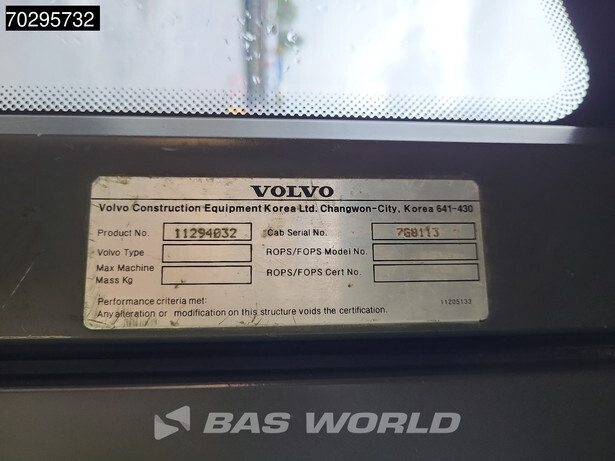 70295732
VOLVO
Volvo Construction Equipment Korea Ltd. Changwon-City, Korea 641-430
Product No. 11294032 Cab Serial No. 7G8113
Volvo Type ROPS/FOPS Model No.
Max Machine Mass Kg ROPS/FOPS Cert No.
Performance criteria met: 11205133
Any alteration or modification on this structure voids the certification.
BAS WORLD